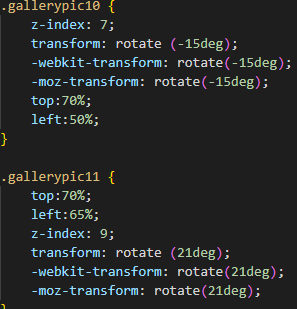 .gallerypic10 {
    z-index: 7;
    transform: rotate (-15deg);
    -webkit-transform: rotate(-15deg);
    -moz-transform: rotate(-15deg);
    top:70%;
    left:50%;
}

.gallerypic11 {
    top:70%;
    left:65%;
    z-index: 9;
    transform: rotate (21deg);
    -webkit-transform: rotate(21deg);
    -moz-transform: rotate(21deg);
}